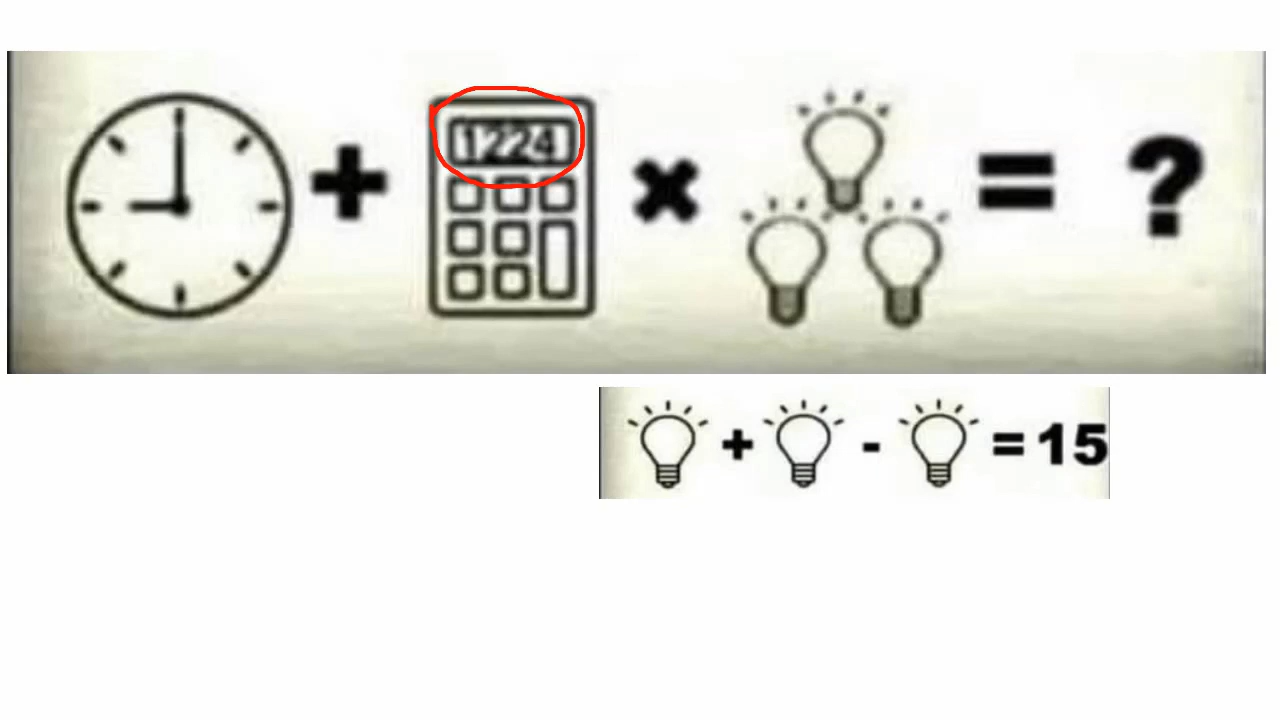 + 1224 × = ?
+ - = 15